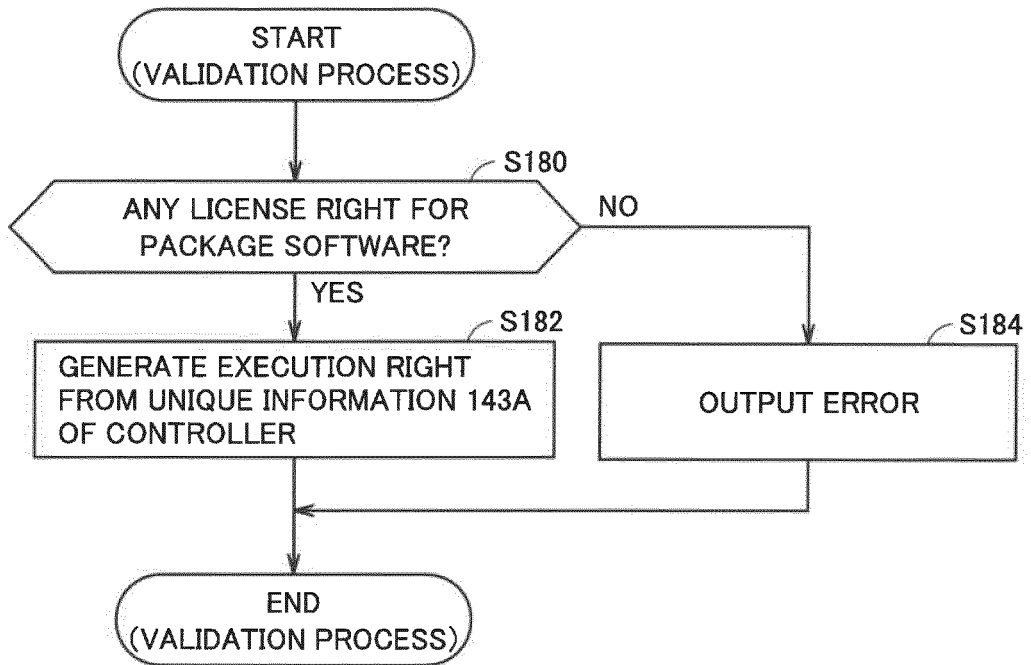 START
(VALIDATION PROCESS)
S180
ANY LICENSE RIGHT FOR
PACKAGE SOFTWARE?
NO
YES
S182
GENERATE EXECUTION RIGHT
FROM UNIQUE INFORMATION 143A
OF CONTROLLER
S184
OUTPUT ERROR
END
(VALIDATION PROCESS)